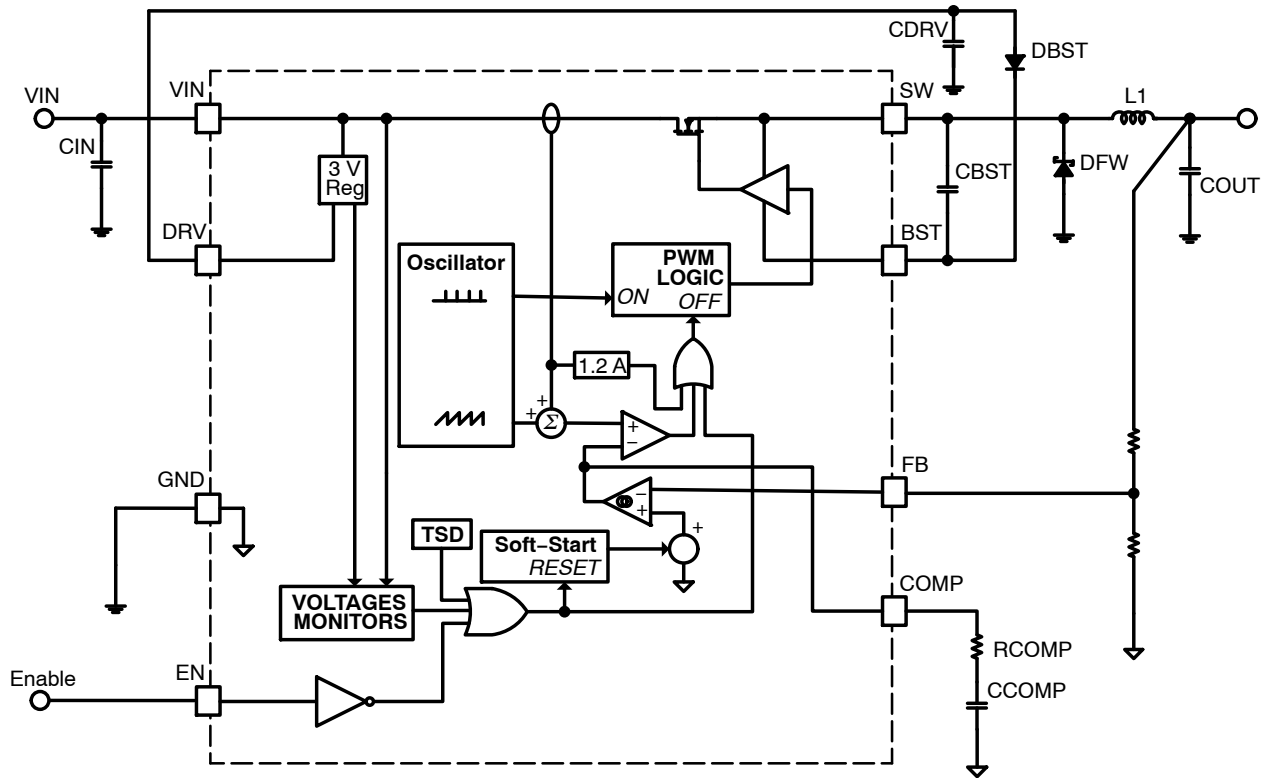 CDRV
DBST
VIN
VIN
SW
L1
CIN
3 V
Reg
CBST
DFW
COUT
DRV
BST
Oscillator
PWM
LOGIC
ON
OFF
1.2 A
+
+
Σ
+
−
GND
FB
−
+
+
TSD
Soft−Start
RESET
COMP
VOLTAGES
MONITORS
RCOMP
Enable
EN
CCOMP